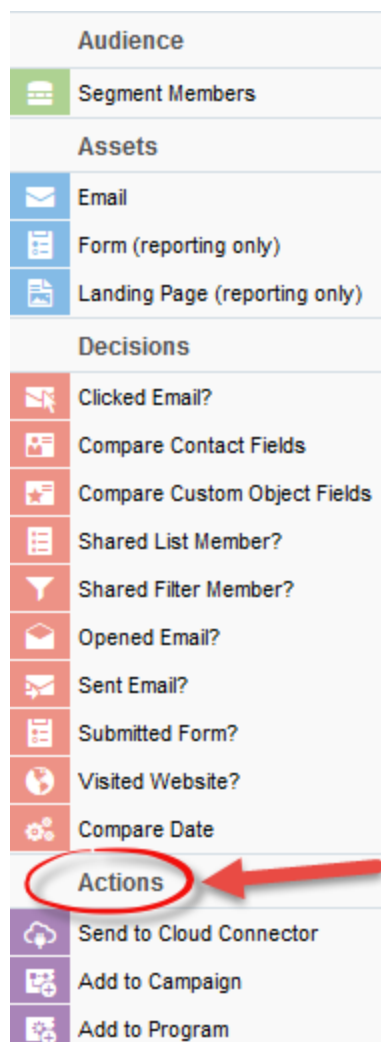 Audience
Segment Members
Assets
Email
Form (reporting only)
Landing Page (reporting only)
Decisions
Clicked Email?
Compare Contact Fields
Compare Custom Object Fields
Shared List Member?
Shared Filter Member?
Opened Email?
Sent Email?
Submitted Form?
Visited Website?
Compare Date
Actions
Send to Cloud Connector
Add to Campaign
Add to Program